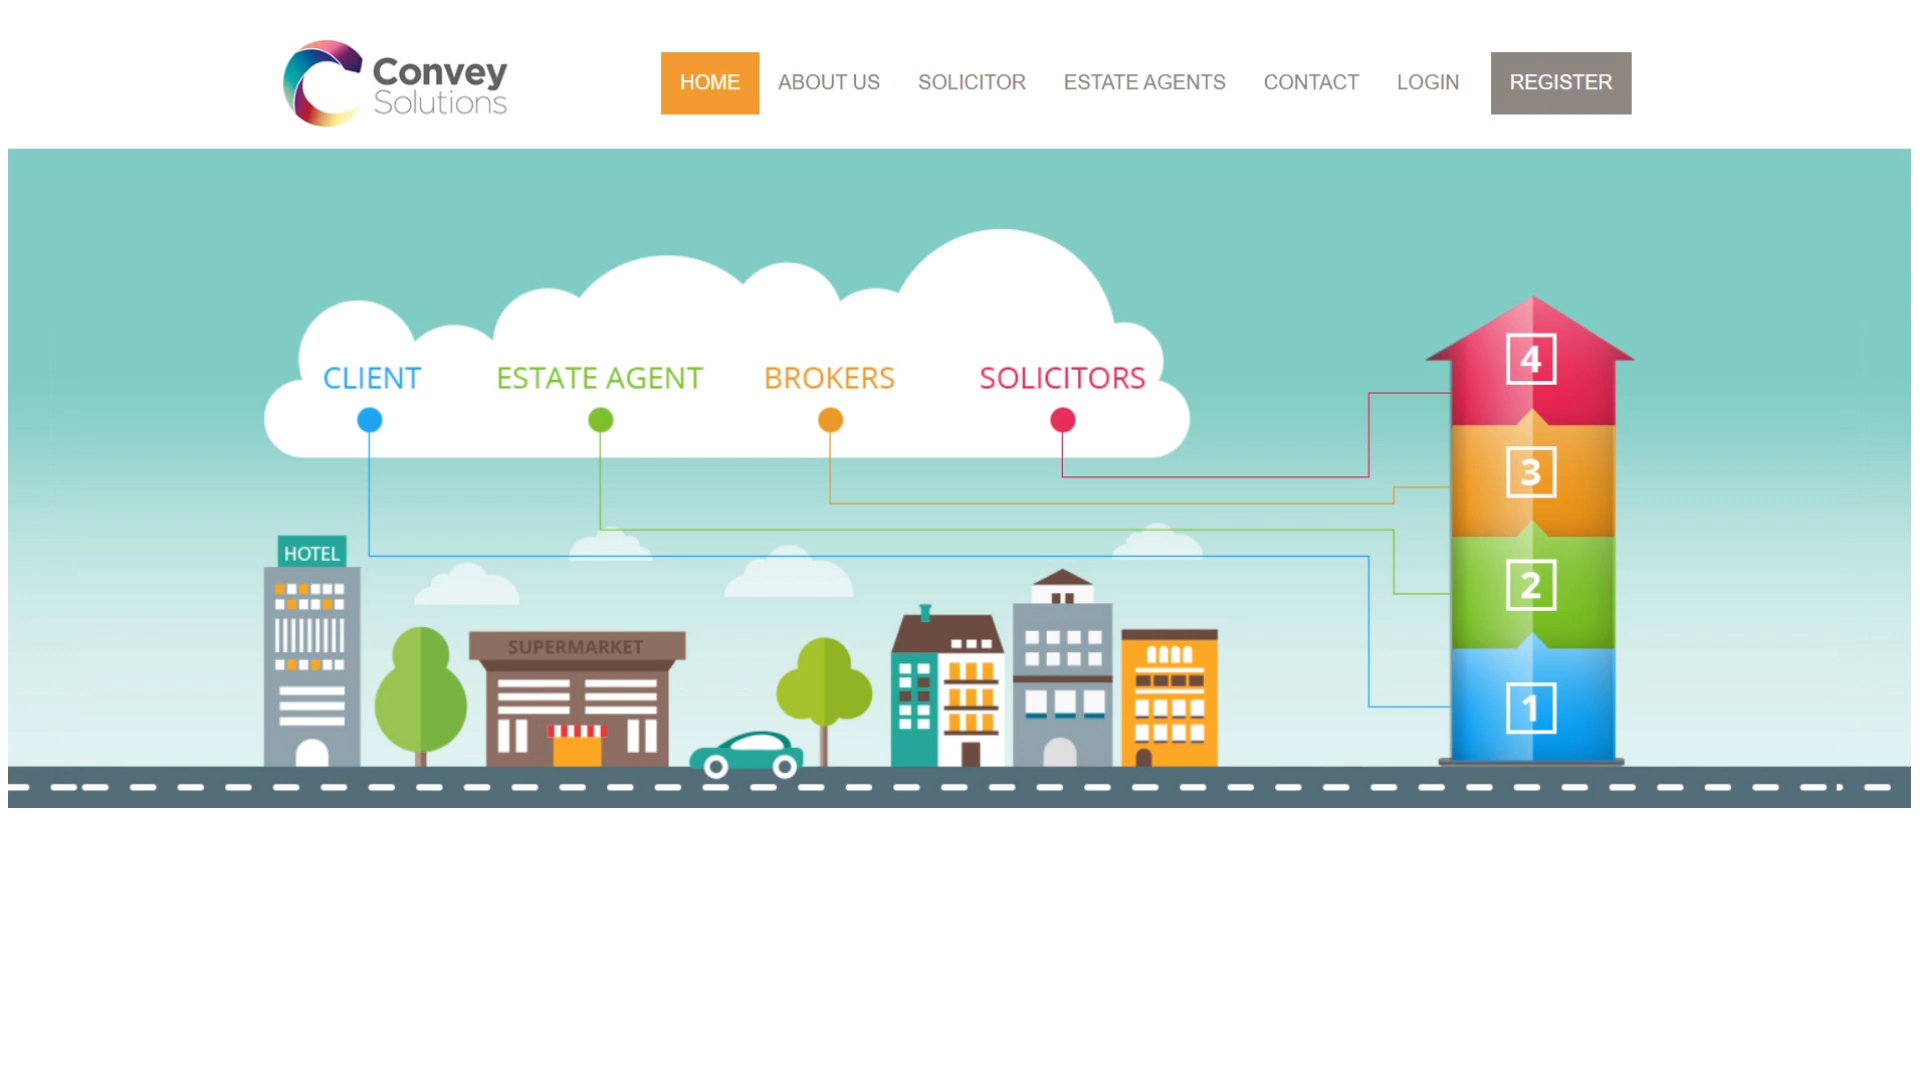 Convey
Solutions
HOME ABOUT US SOLICITOR ESTATE AGENTS CONTACT LOGIN REGISTER
CLIENT ESTATE AGENT BROKERS SOLICITORS
4
3
2
1
HOTEL
SUPERMARKET